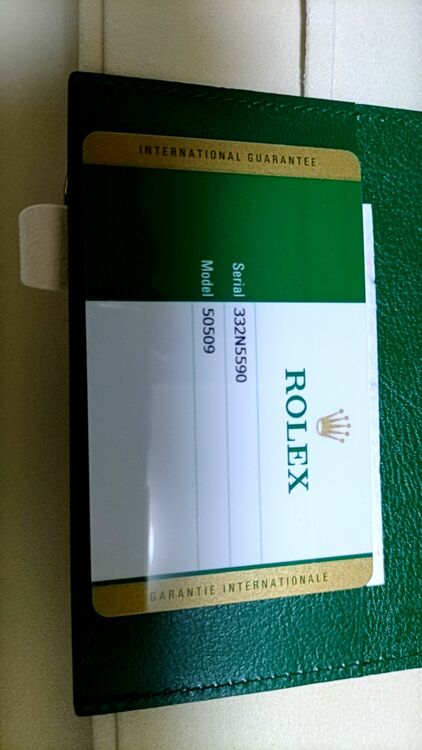 INTERNATIONAL GUARANTEE
ROLEX
Serial 332N5590
Model 50509
GARANTIE INTERNATIONALE